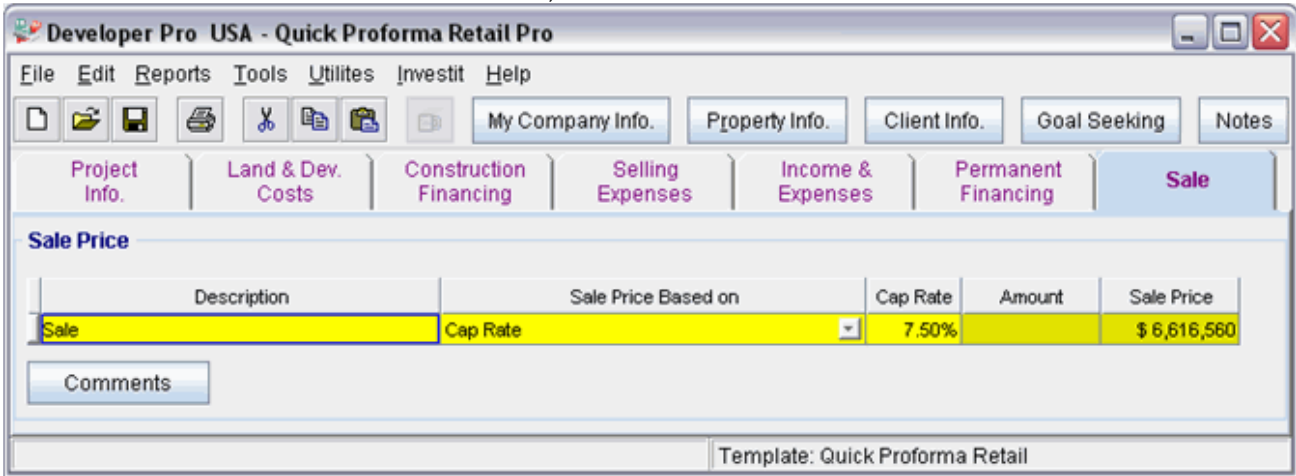 Developer Pro USA - Quick Proforma Retail Pro
File Edit Reports Tools Utilites Investit Help
My Company Info. Property Info. Client Info. Goal Seeking Notes
Project Info. Land & Dev. Costs Construction Financing Selling Expenses Income & Expenses Permanent Financing Sale
Sale Price
Description Sale Price Based on Cap Rate Amount Sale Price
Sale Cap Rate 7.50% $ 6,616,560
Comments
Template: Quick Proforma Retail